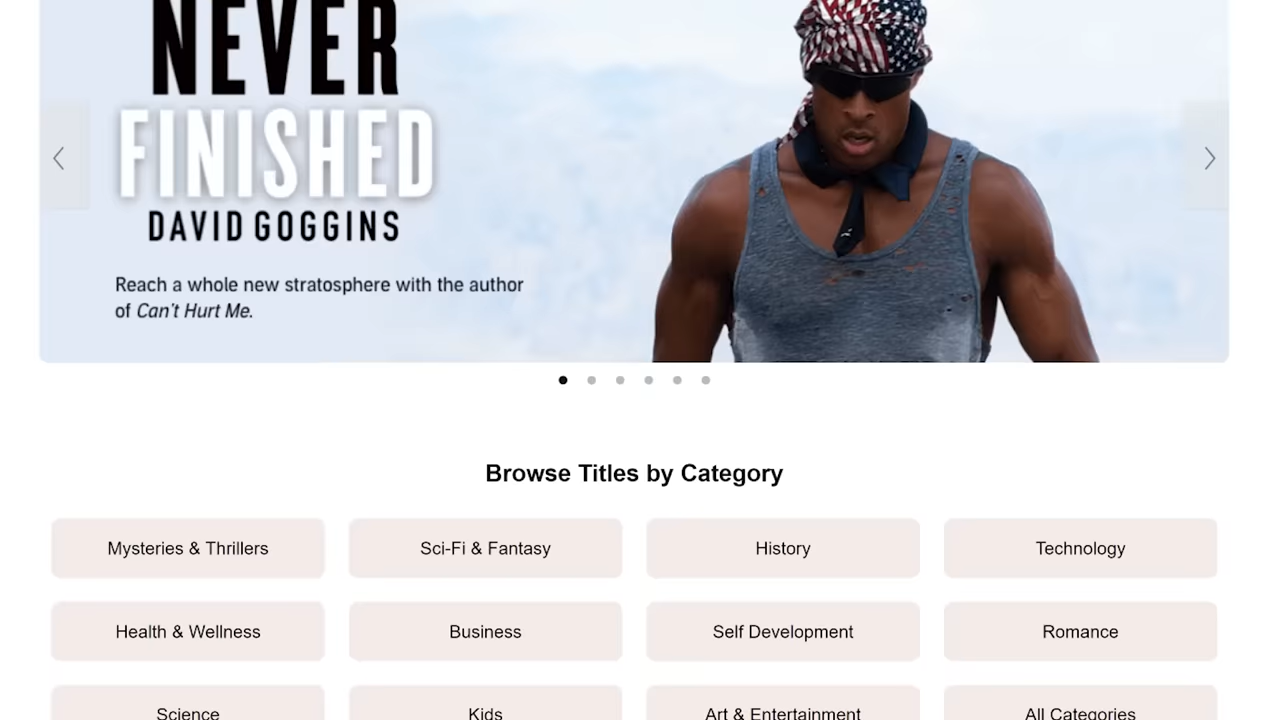 NEVER
FINISHED
DAVID GOGGINS
Reach a whole new stratosphere with the author
of Can't Hurt Me.
Browse Titles by Category
Mysteries & Thrillers
Sci-Fi & Fantasy
History
Technology
Health & Wellness
Business
Self Development
Romance
Science
Kids
Art & Entertainment
All Categories